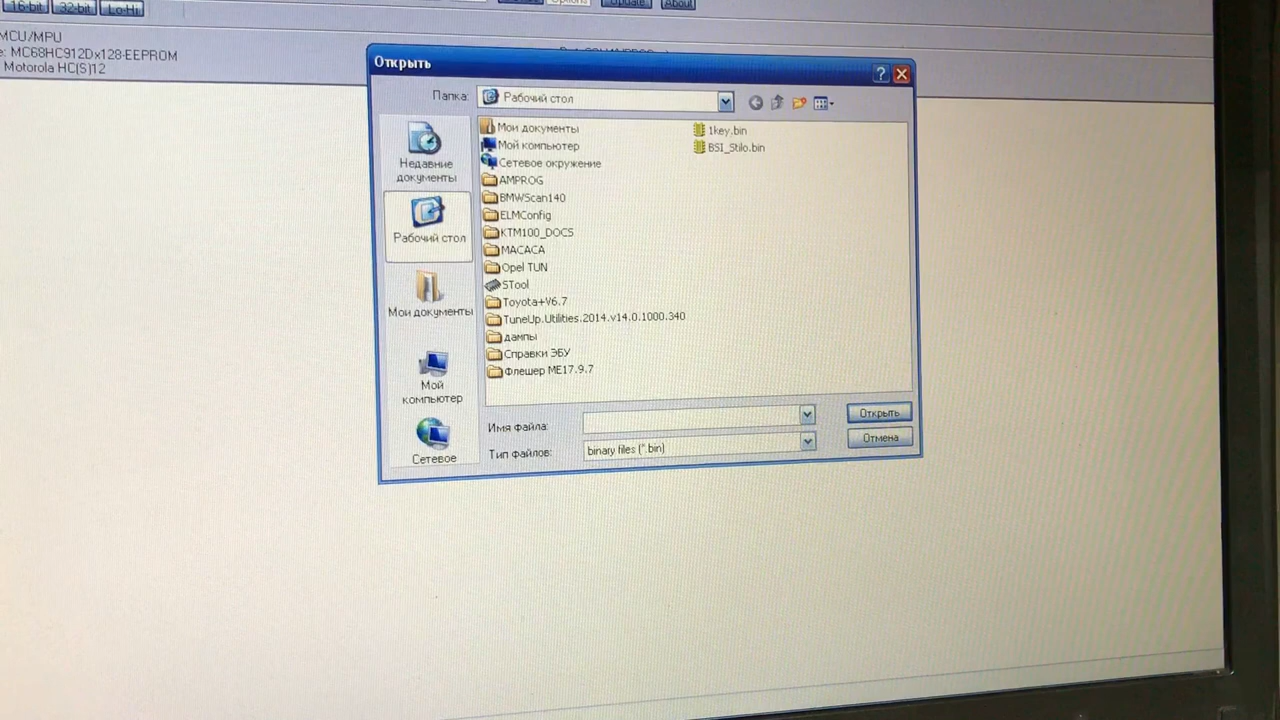 16-bit 32-bit Lo-Hi Options Update About
MCU/MPU
e: MC68HC912Dx128-EEPROM
Motorola HC(S)12
Открыть
Папка: Рабочий стол
Недавние документы
Рабочий стол
Мои документы
Мой компьютер
Сетевое
Мои документы
Мой компьютер
Сетевое окружение
AMPROG
BMWScan140
ELMConfig
KTM100_DOCS
MACACA
Opel TUN
STool
Toyota+V6.7
TuneUp.Utilities.2014.v14.0.1000.340
дампы
Справки ЭБУ
Флешер ME17.9.7
1key.bin
BSI_Stilo.bin
Имя файла:
Открыть
Тип файлов: binary files (*.bin)
Отмена